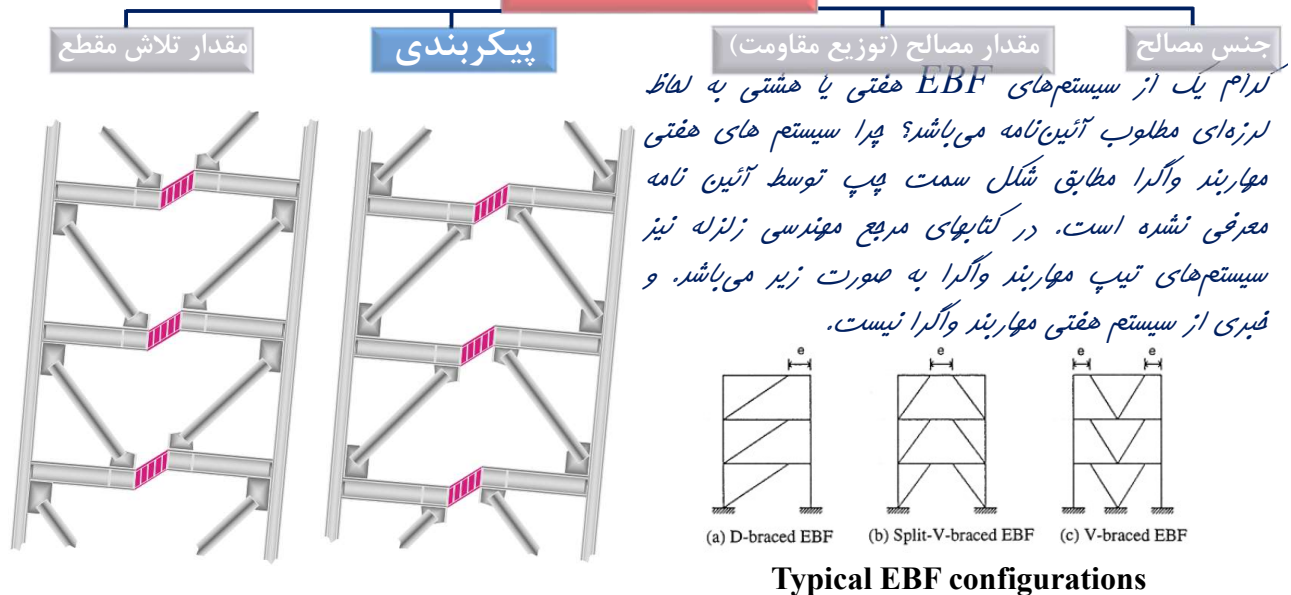 جنس مصالح
مقدار مصالح (توزیع مقاومت)
پیکربندی
مقدار تلاش مقطع
کدام یک از سیستم‌های EBF هفتی یا هشتی به لحاظ
لرزه‌ای مطلوب آئین‌نامه می‌باشد؟ چرا سیستم های هفتی
مهاربند واگرا مطابق شکل سمت چپ توسط آئین نامه
معرفی نشده است. در کتابهای مرجع مهندسی زلزله نیز
سیستم‌های تیپ مهاربند واگرا به صورت زیر می‌باشد. و
خبری از سیستم هفتی مهاربند واگرا نیست.
e
e
e
e
(a) D-braced EBF
(b) Split-V-braced EBF
(c) V-braced EBF
Typical EBF configurations